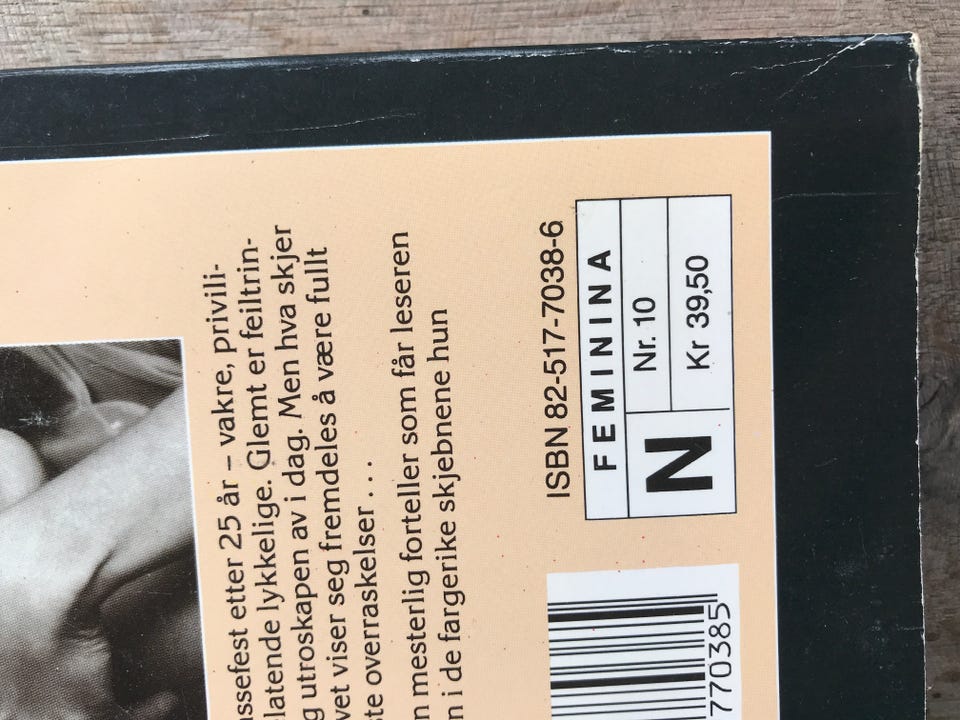 assefest etter 25 år – vakre, privili-
latende lykkelige. Glemt er feiltrin-
g utroskapen av i dag. Men hva skjer
vet viser seg fremdeles å være fullt
ste overraskelser . . .
n mesterlig forteller som får leseren
n i de fargerike skjebnene hun
ISBN 82-517-7038-6
FEMININA
N
Nr. 10
Kr 39,50
770385